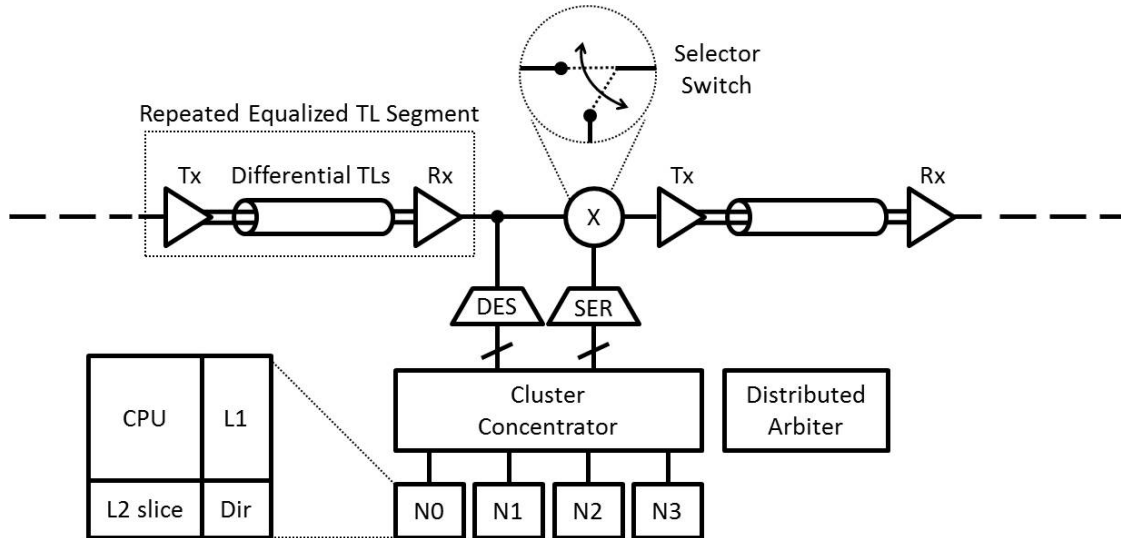 Selector
Switch
Repeated Equalized TL Segment
Tx
Differential TLs
Rx
Tx
Rx
X
DES
SER
CPU
L1
L2 slice
Dir
Cluster
Concentrator
Distributed
Arbiter
N0
N1
N2
N3